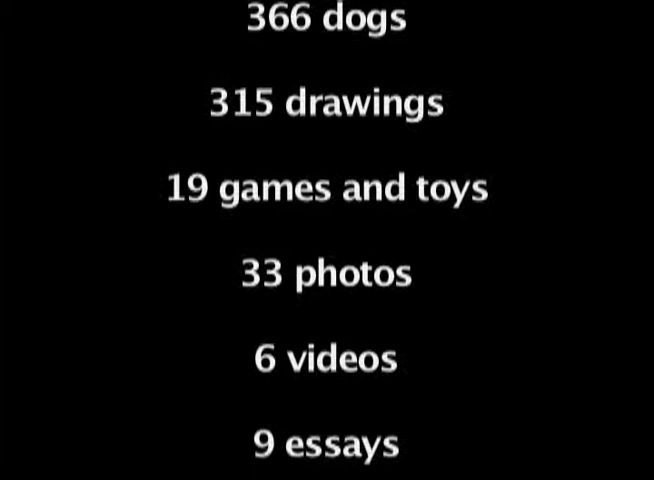 366 dogs
315 drawings
19 games and toys
33 photos
6 videos
9 essays